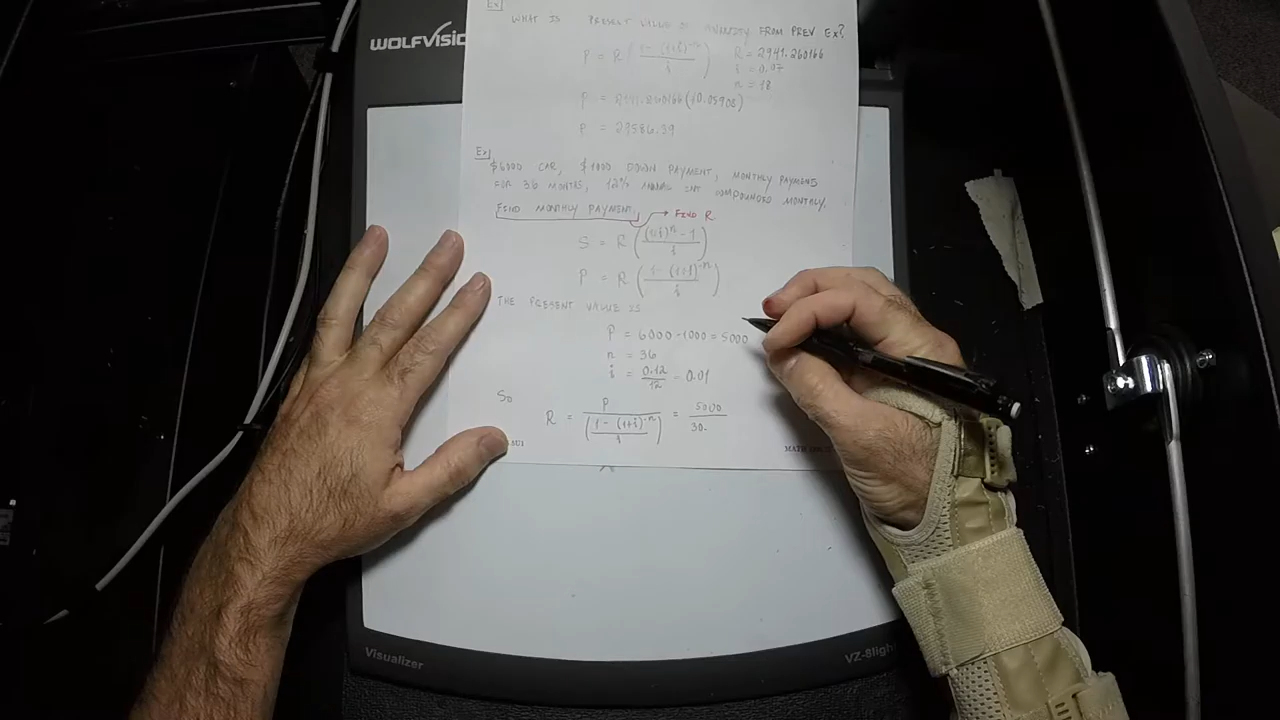 WOLFVISIO
Ex]
WHAT IS PRESENT VALUE OF ANNUITY FROM PREV EX?
P = R ( (1 - (1+i)^-n) / i ) R = 2941.260166
i = 0.07
n = 18
P = 2941.260166 (10.05908)
P = 29586.39
Ex]
$6000 CAR, $1000 DOWN PAYMENT, MONTHLY PAYMENTS
FOR 36 MONTHS, 12% ANNUAL INT COMPOUNDED MONTHLY.
FIND MONTHLY PAYMENT. → FIND R
S = R ( ((1+i)^n - 1) / i )
P = R ( (1 - (1+i)^-n) / i )
THE PRESENT VALUE IS
P = 6000 - 1000 = 5000
n = 36
i = 0.12 / 12 = 0.01
SO
R = P / ( (1 - (1+i)^-n) / i ) = 5000 / 30.
Visualizer
VZ-8ligh